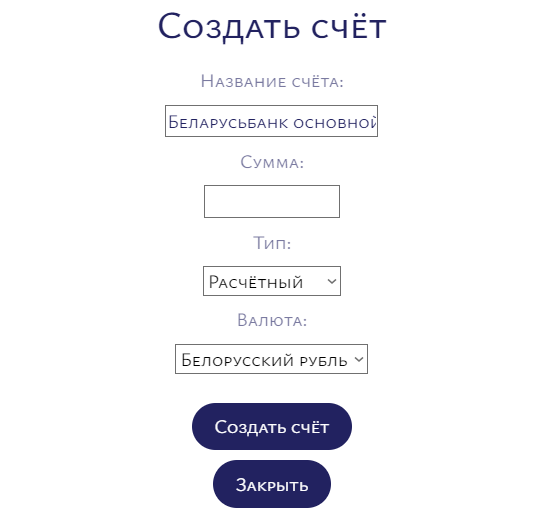 Создать счёт
Название счёта:
Беларусьбанк основной
Сумма:
Тип:
Расчётный
Валюта:
Белорусский рубль
Создать счёт
Закрыть